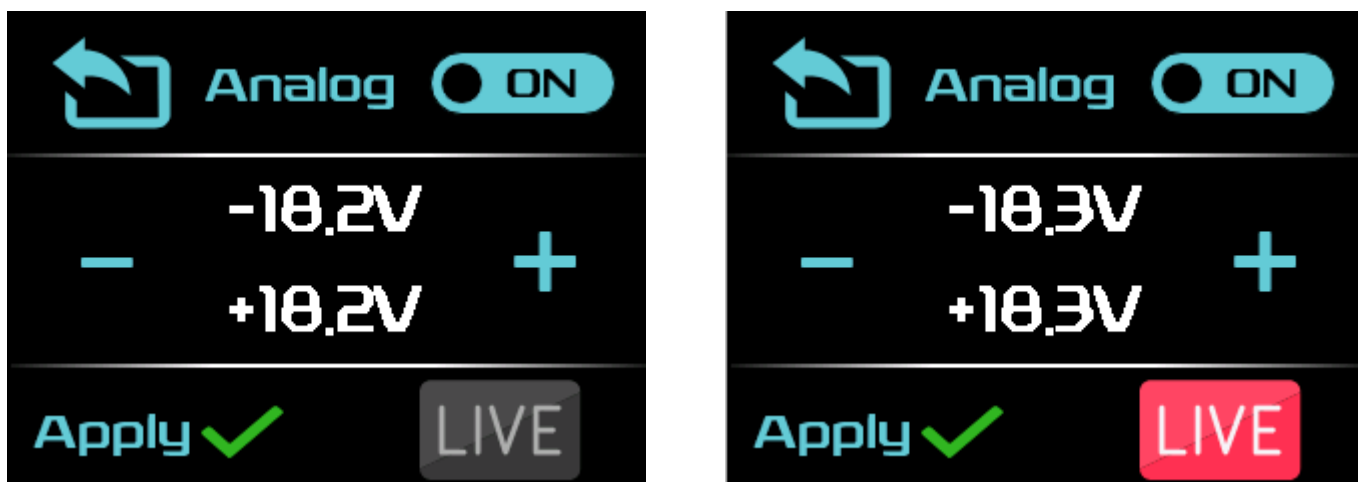 Analog ON
-18.2V
+18.2V
Apply LIVE
Analog ON
-18.3V
+18.3V
Apply LIVE